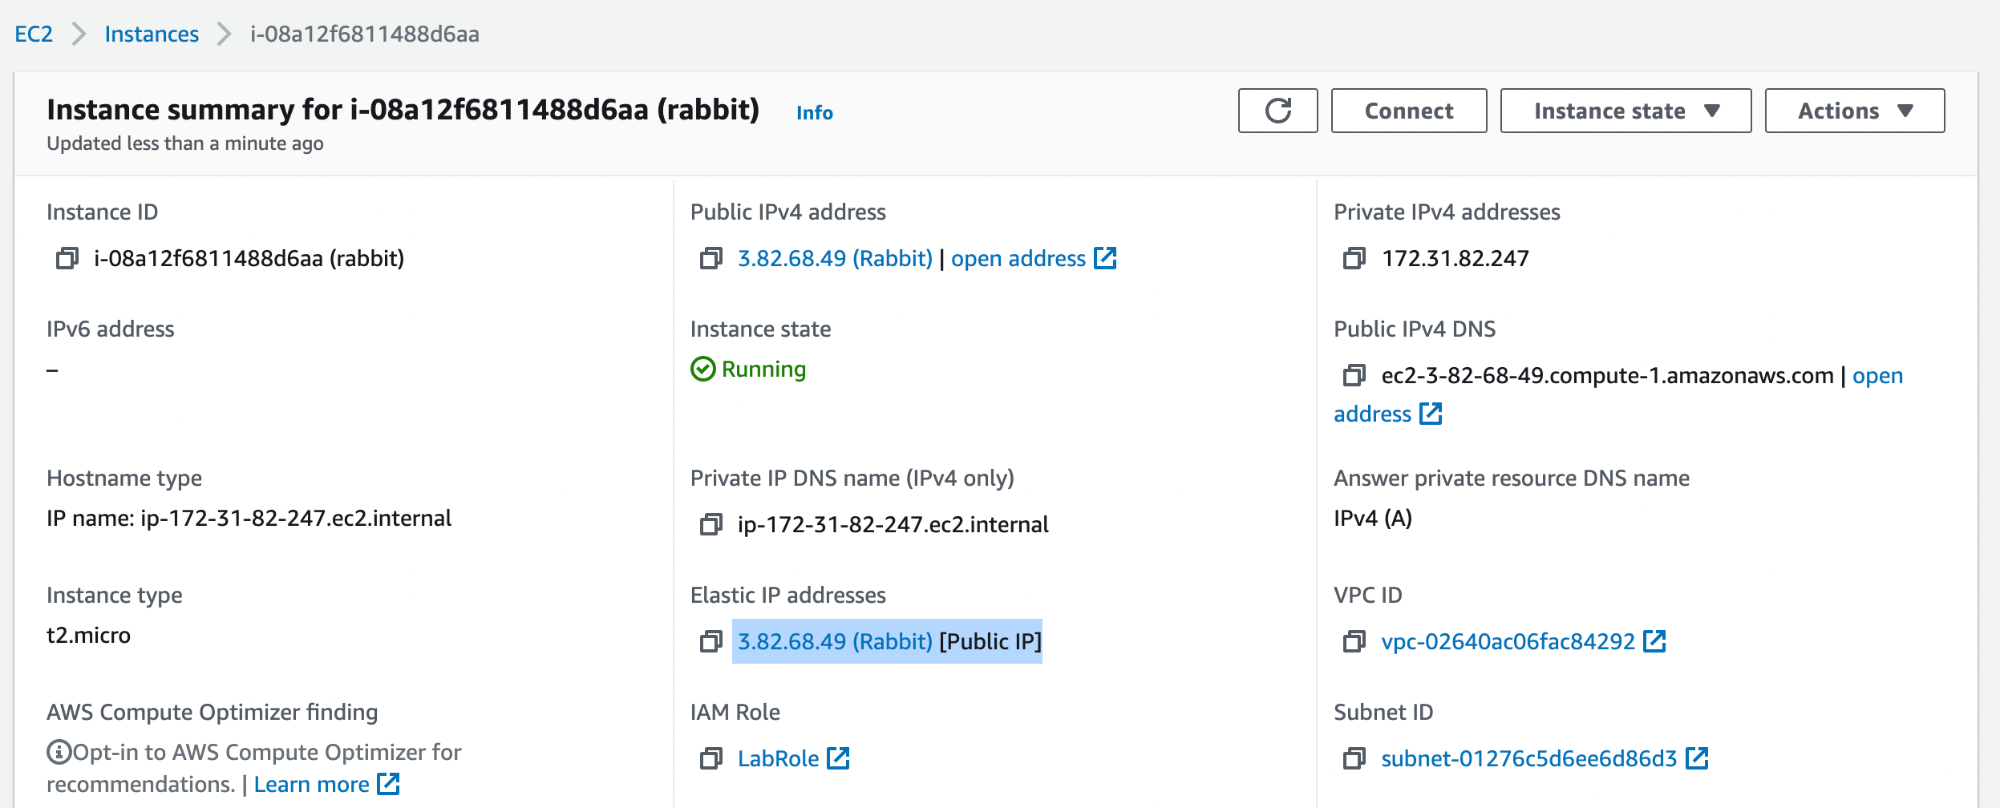 EC2 > Instances > i-08a12f6811488d6aa
Instance summary for i-08a12f6811488d6aa (rabbit) Info
Updated less than a minute ago
Connect
Instance state
Actions
Instance ID
i-08a12f6811488d6aa (rabbit)
Public IPv4 address
3.82.68.49 (Rabbit) | open address
Private IPv4 addresses
172.31.82.247
IPv6 address
–
Instance state
Running
Public IPv4 DNS
ec2-3-82-68-49.compute-1.amazonaws.com | open
address
Hostname type
IP name: ip-172-31-82-247.ec2.internal
Private IP DNS name (IPv4 only)
ip-172-31-82-247.ec2.internal
Answer private resource DNS name
IPv4 (A)
Instance type
t2.micro
Elastic IP addresses
3.82.68.49 (Rabbit) [Public IP]
VPC ID
vpc-02640ac06fac84292
AWS Compute Optimizer finding
Opt-in to AWS Compute Optimizer for
recommendations. | Learn more
IAM Role
LabRole
Subnet ID
subnet-01276c5d6ee6d86d3